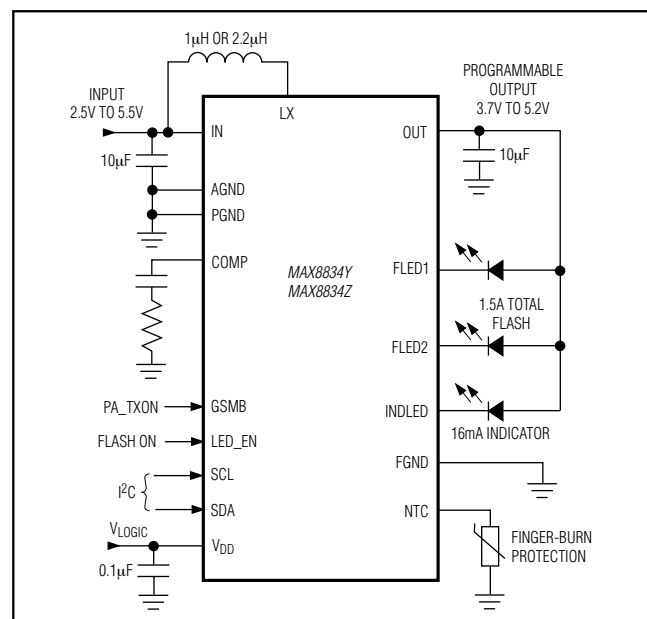 1µH OR 2.2µH
INPUT
2.5V TO 5.5V
10µF
LX
IN
AGND
PGND
COMP
MAX8834Y
MAX8834Z
PROGRAMMABLE
OUTPUT
3.7V TO 5.2V
OUT
10µF
FLED1
1.5A TOTAL
FLASH
FLED2
INDLED
16mA INDICATOR
FGND
NTC
FINGER-BURN
PROTECTION
PA_TXON
GSMB
FLASH ON
LED_EN
I²C
SCL
SDA
VLOGIC
VDD
0.1µF